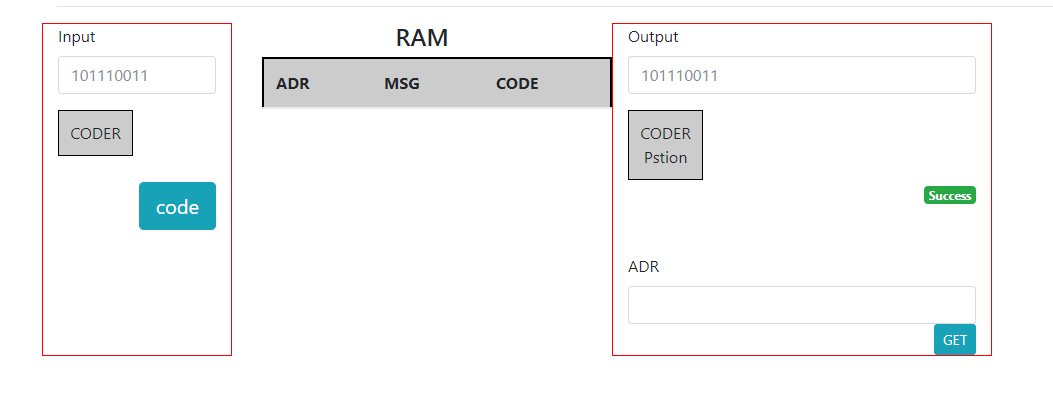 Input
101110011
CODER
code
RAM
ADR MSG CODE
Output
101110011
CODER
Pstion
Success
ADR
GET